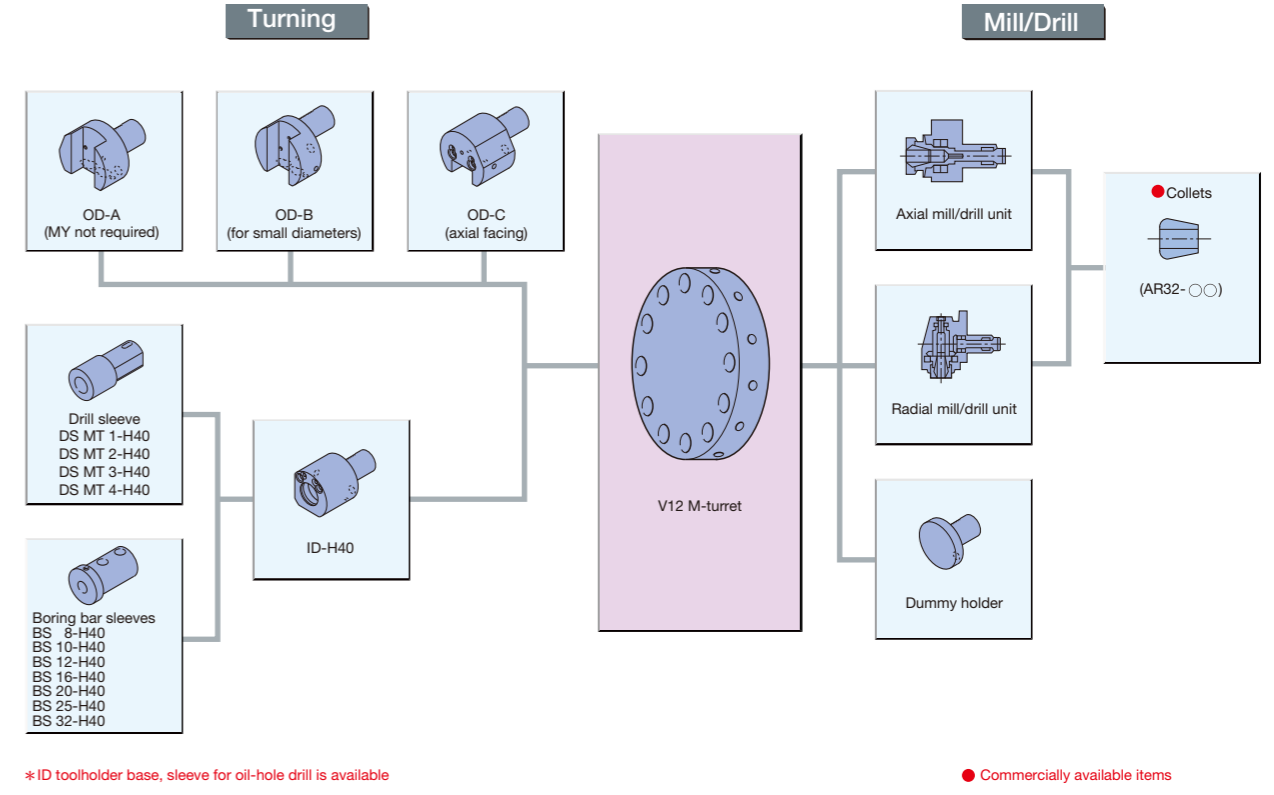 Turning
Mill/Drill
OD-A
(MY not required)
OD-B
(for small diameters)
OD-C
(axial facing)
Axial mill/drill unit
●Collets
(AR32-○○)
Drill sleeve
DS MT 1-H40
DS MT 2-H40
DS MT 3-H40
DS MT 4-H40
Radial mill/drill unit
ID-H40
V12 M-turret
Boring bar sleeves
BS 8-H40
BS 10-H40
BS 12-H40
BS 16-H40
BS 20-H40
BS 25-H40
BS 32-H40
Dummy holder
*ID toolholder base, sleeve for oil-hole drill is available
● Commercially available items